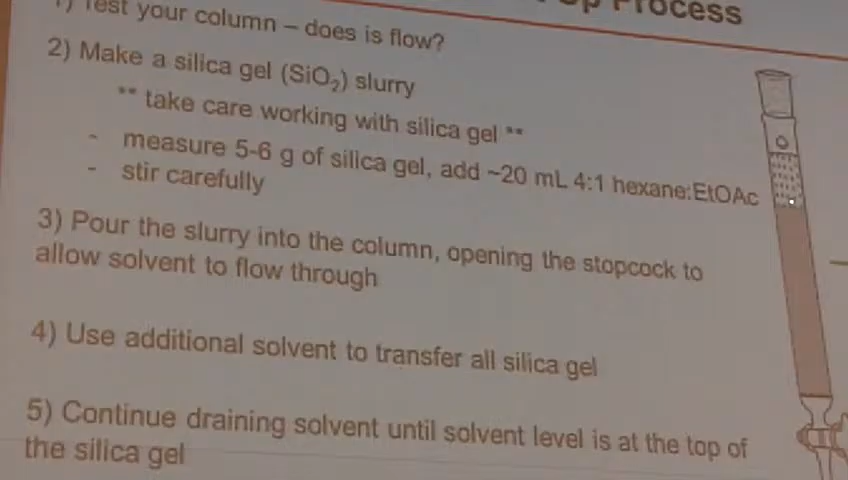 Process
1) Test your column – does is flow?
2) Make a silica gel (SiO₂) slurry
** take care working with silica gel **
- measure 5-6 g of silica gel, add ~20 mL 4:1 hexane:EtOAc
- stir carefully
3) Pour the slurry into the column, opening the stopcock to
allow solvent to flow through
4) Use additional solvent to transfer all silica gel
5) Continue draining solvent until solvent level is at the top of
the silica gel